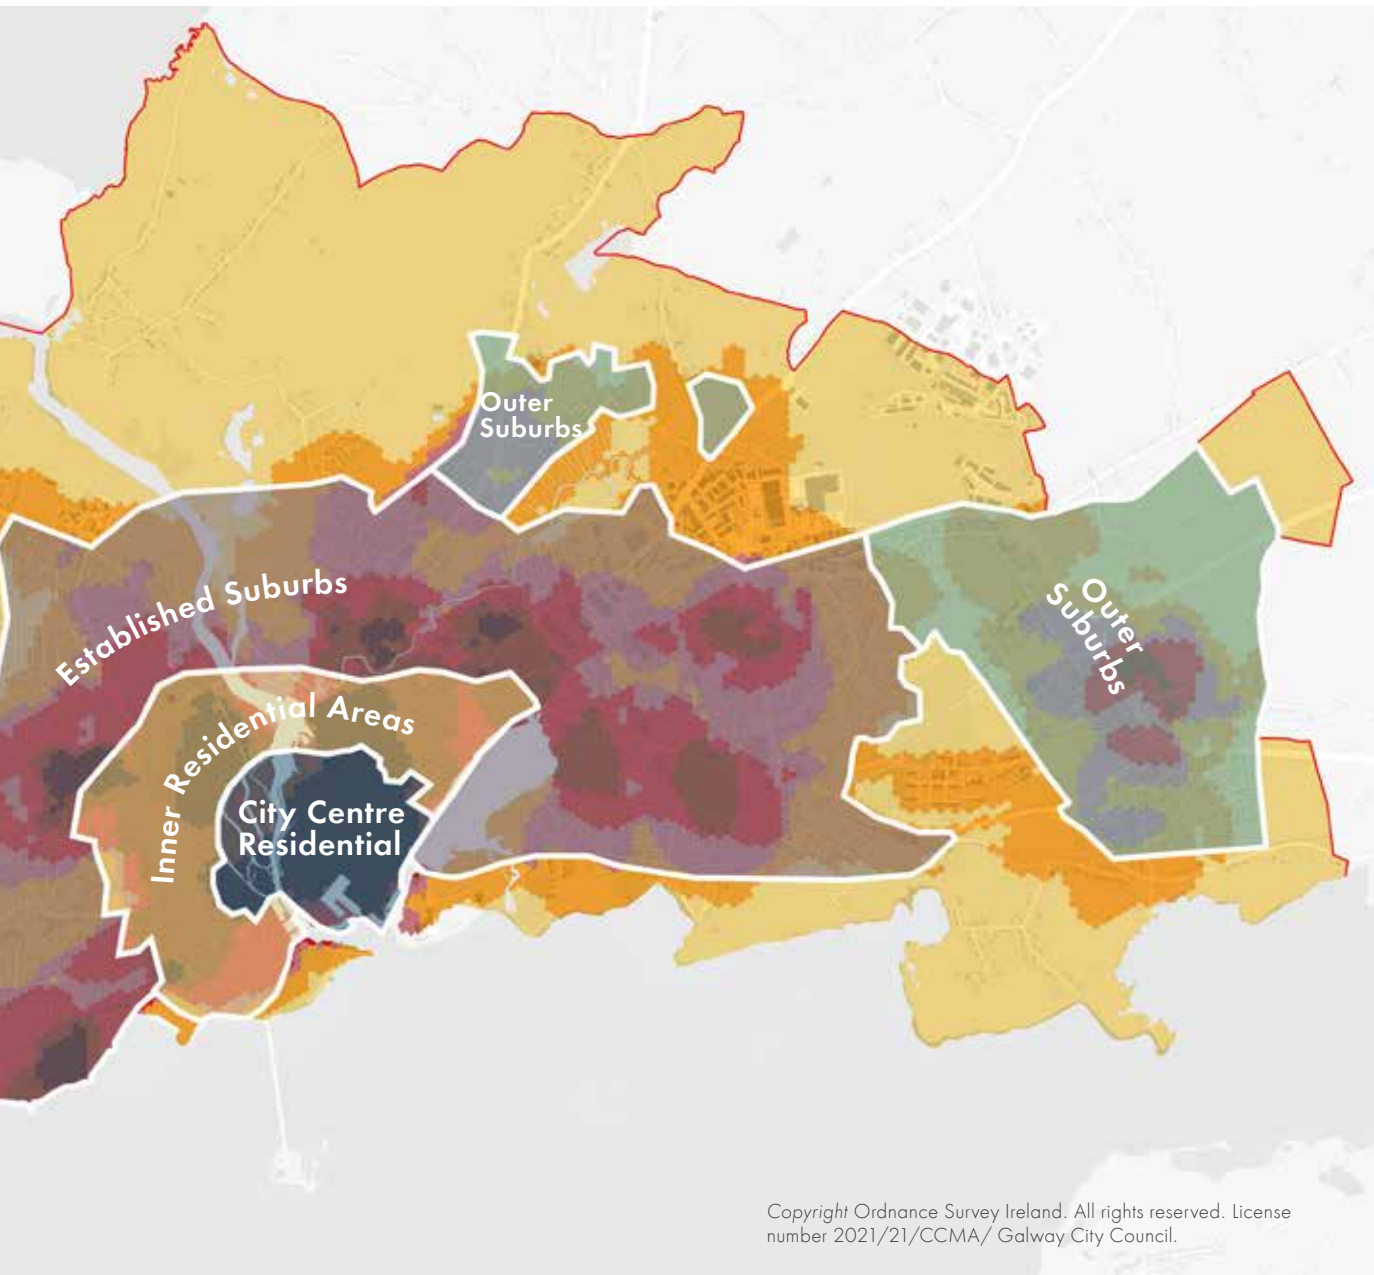 Outer
Suburbs
Established Suburbs
Outer
Suburbs
Inner Residential Areas
City Centre
Residential
Copyright Ordnance Survey Ireland. All rights reserved. License
number 2021/21/CCMA/ Galway City Council.